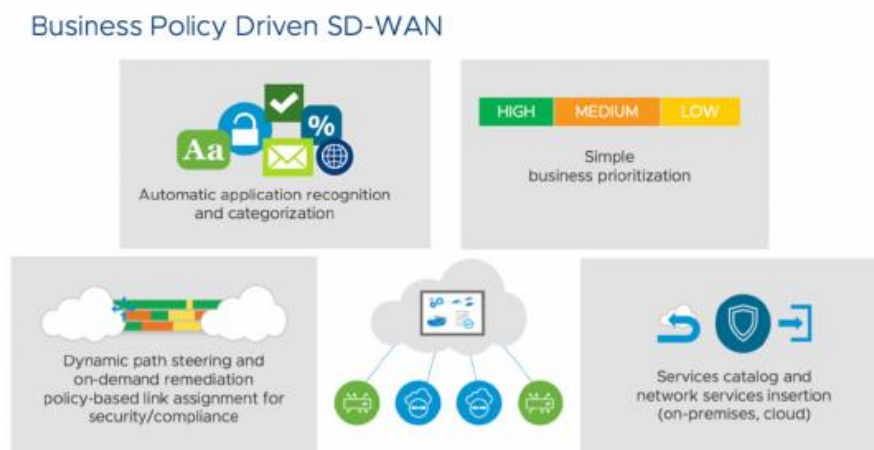 Business Policy Driven SD-WAN
Aa
%
Automatic application recognition
and categorization
HIGH MEDIUM LOW
Simple
business prioritization
Dynamic path steering and
on-demand remediation
policy-based link assignment for
security/compliance
Services catalog and
network services insertion
(on-premises, cloud)